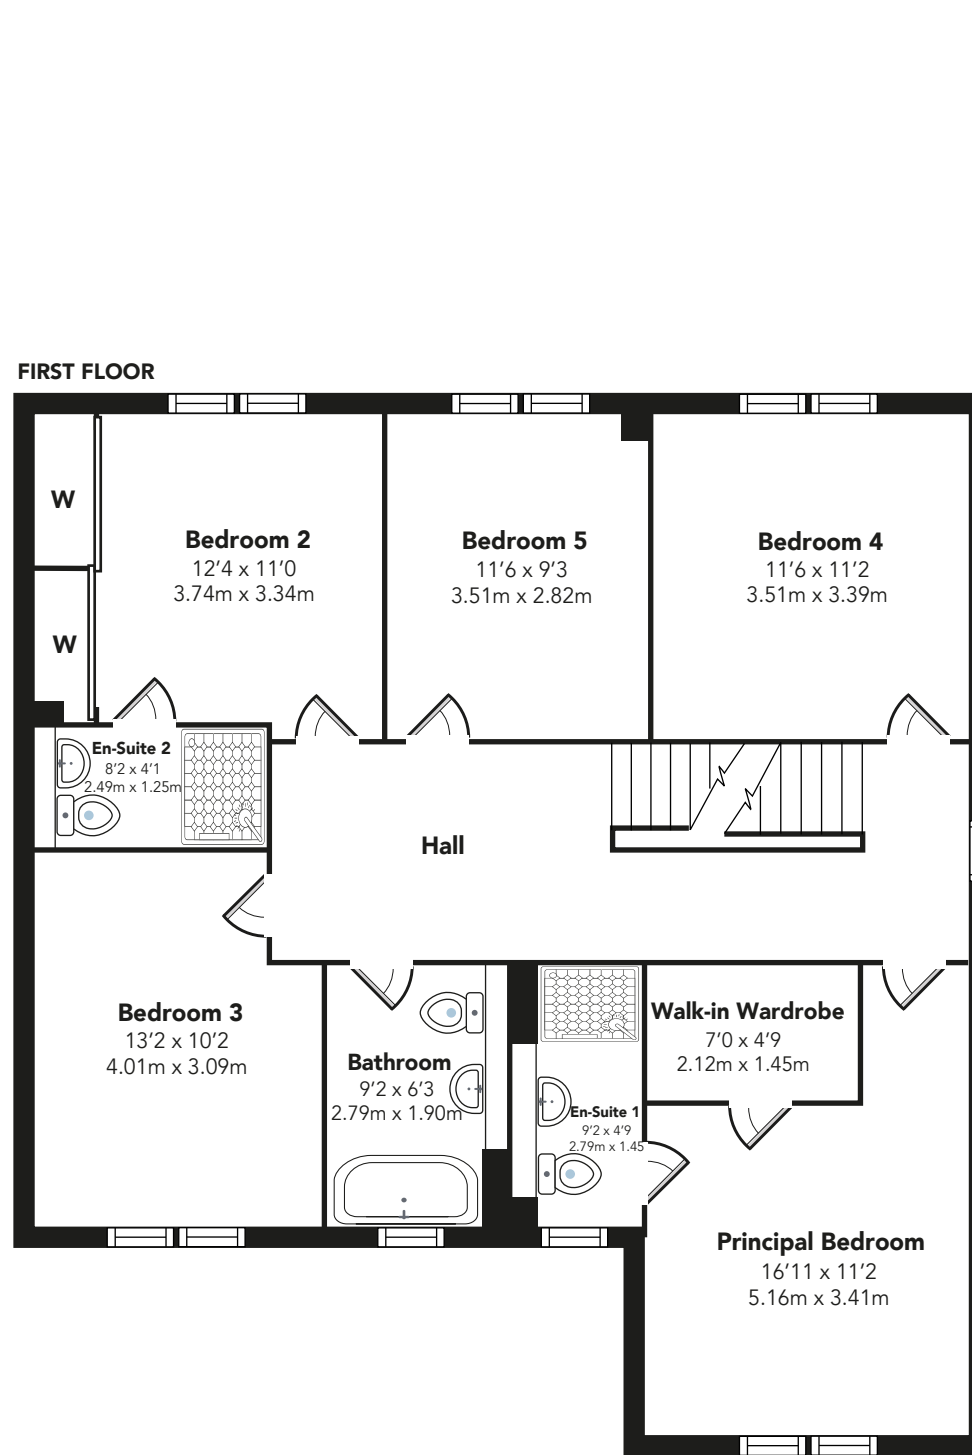 FIRST FLOOR
W
Bedroom 2
12’4 x 11’0
3.74m x 3.34m
Bedroom 5
11’6 x 9’3
3.51m x 2.82m
Bedroom 4
11’6 x 11’2
3.51m x 3.39m
W
En-Suite 2
8’2 x 4’1
2.49m x 1.25m
Hall
Bedroom 3
13’2 x 10’2
4.01m x 3.09m
Bathroom
9’2 x 6’3
2.79m x 1.90m
En-Suite 1
9’2 x 4’9
2.79m x 1.45
Walk-in Wardrobe
7’0 x 4’9
2.12m x 1.45m
Principal Bedroom
16’11 x 11’2
5.16m x 3.41m